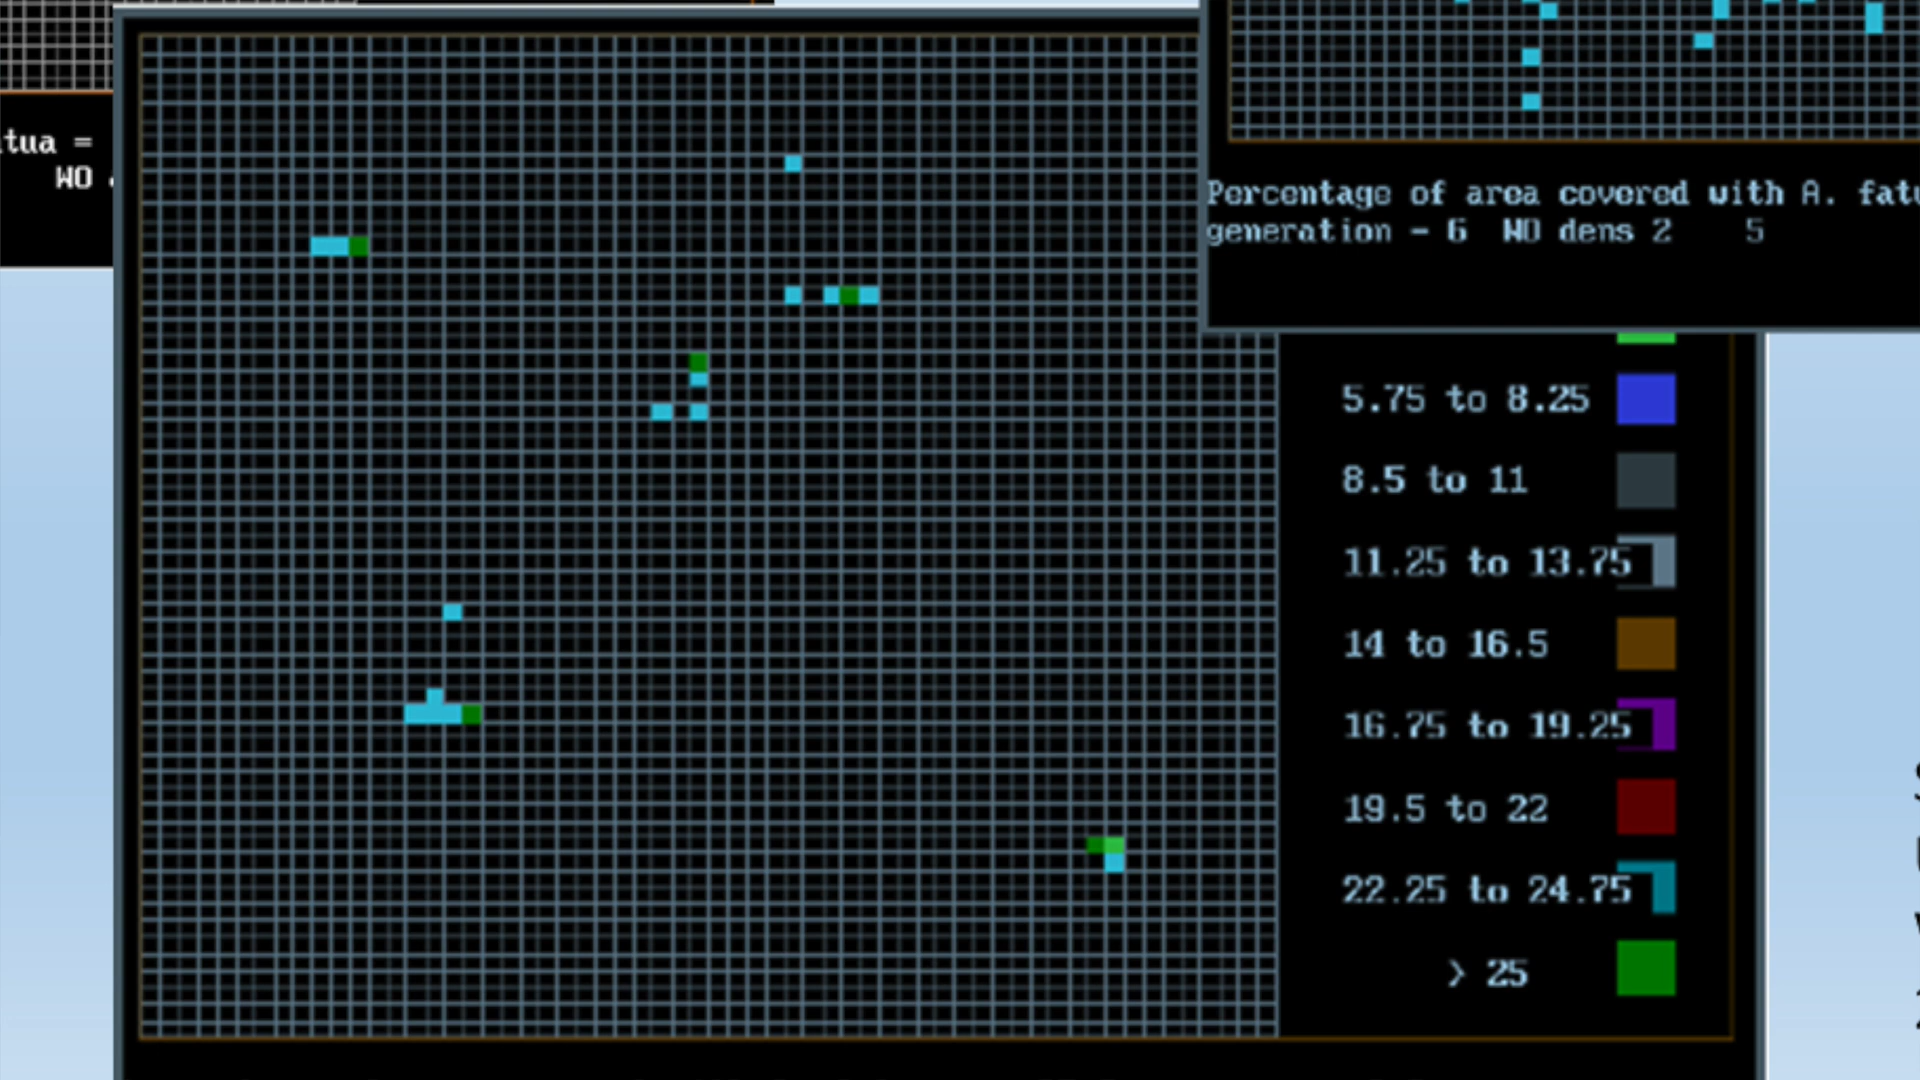 tua =
WO
Percentage of area covered with A. fatu
generation - 6 NO dens 2 5
5.75 to 8.25
8.5 to 11
11.25 to 13.75
14 to 16.5
16.75 to 19.25
19.5 to 22
22.25 to 24.75
> 25